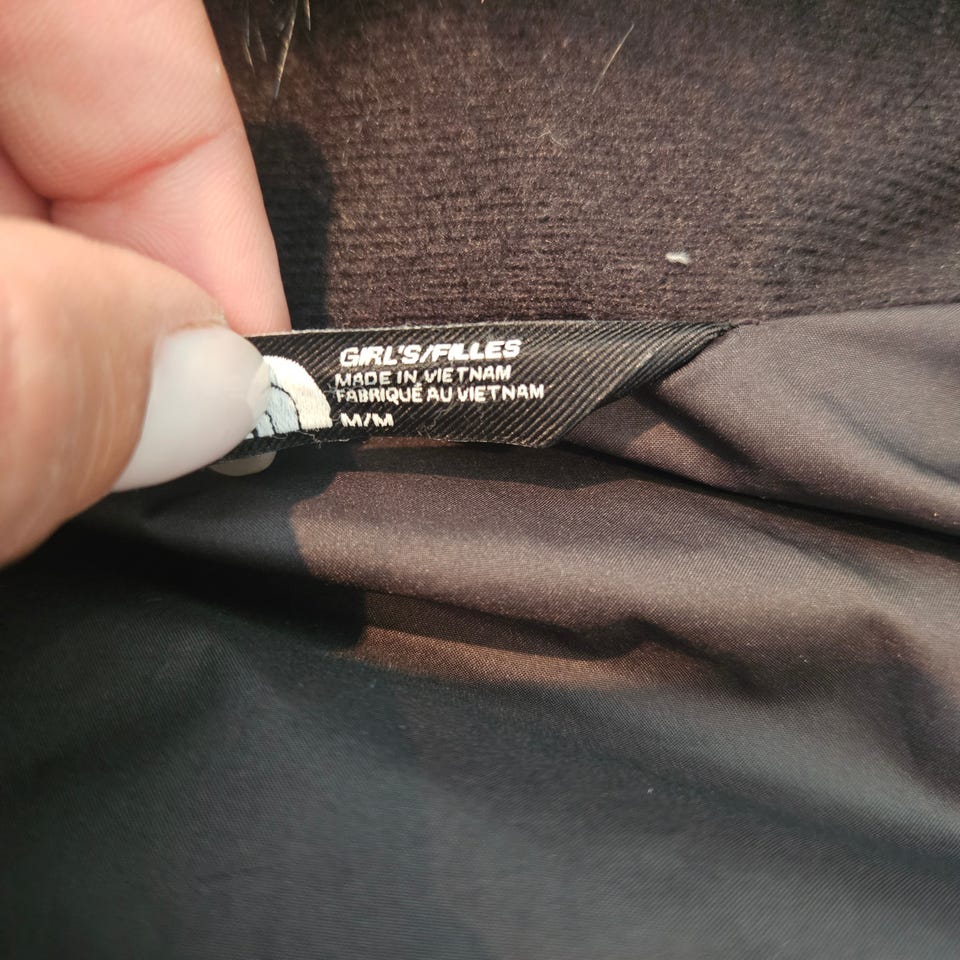 GIRL'S/FILLES
MADE IN VIETNAM
FABRIQUÉ AU VIETNAM
M/M